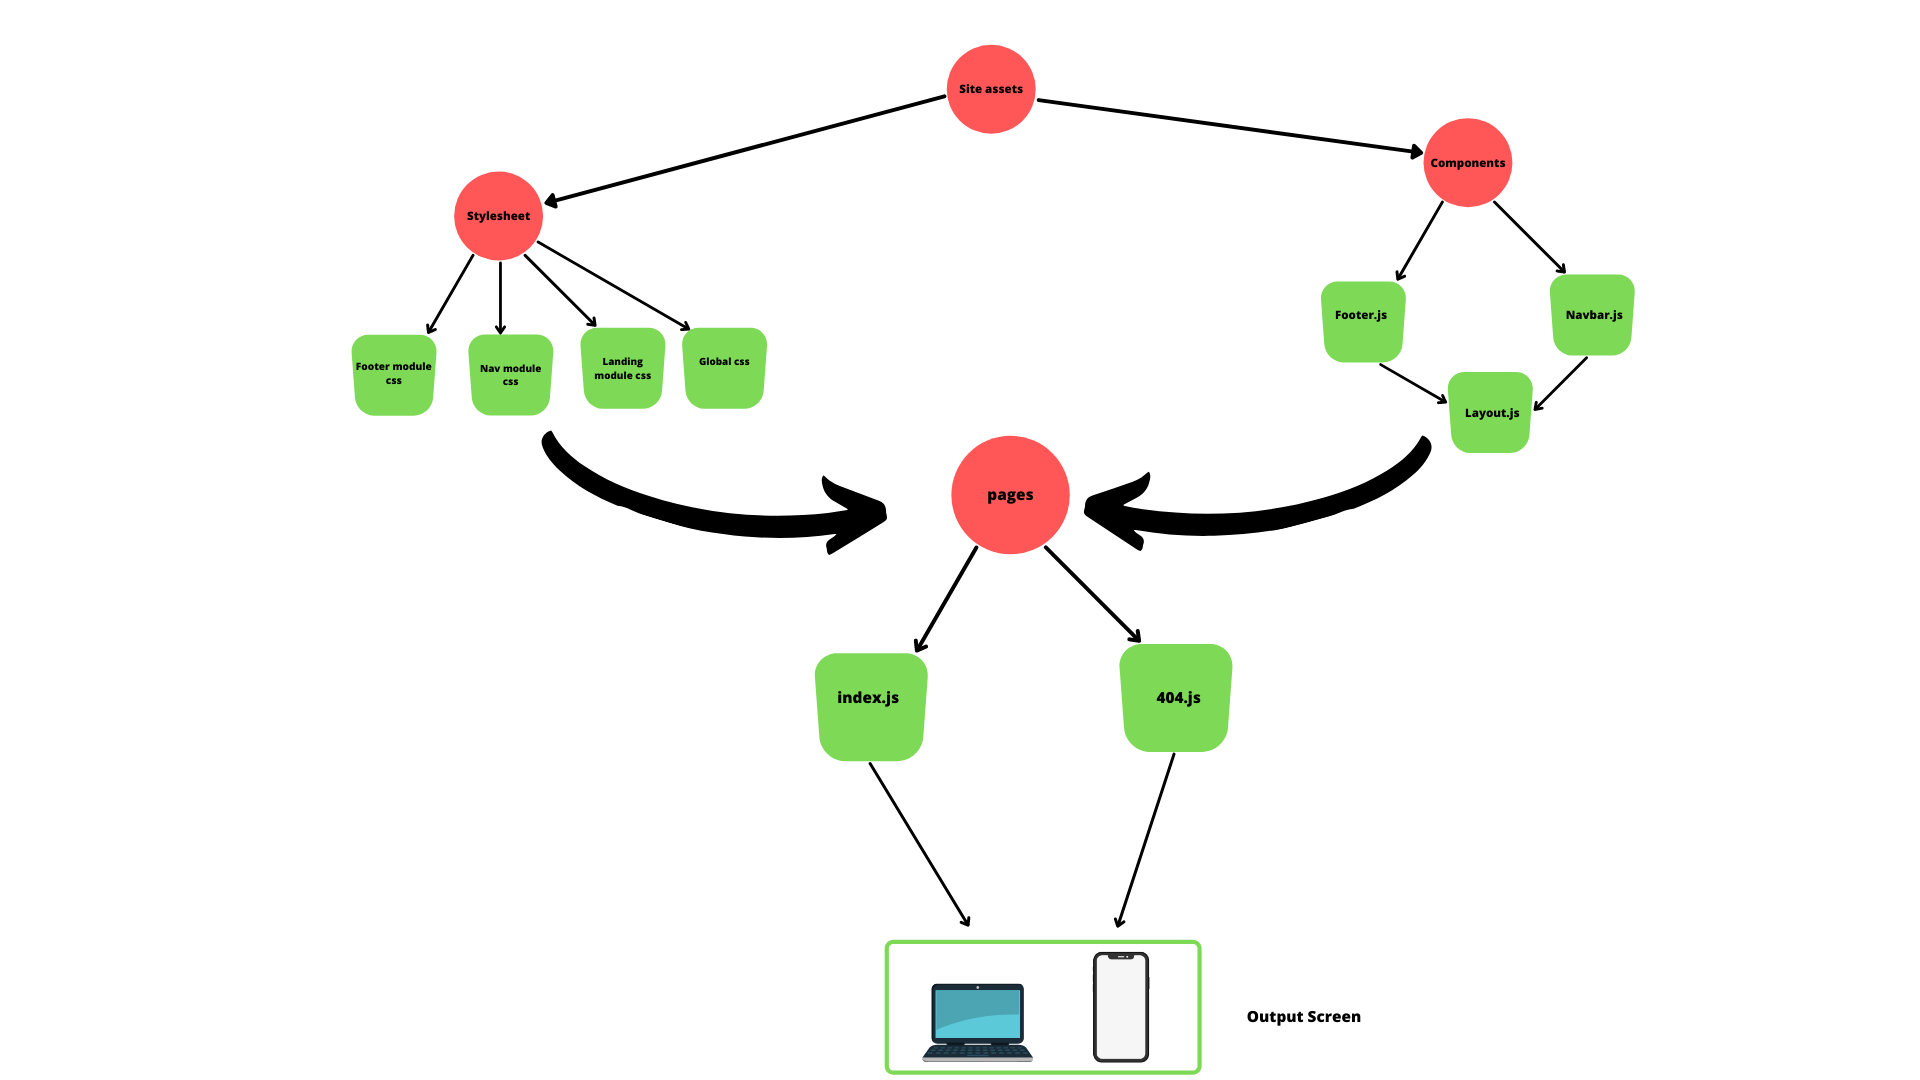 Site assets
Components
Stylesheet
Footer.js
Navbar.js
Footer module
css
Nav module
css
Landing
module css
Global css
Layout.js
pages
index.js
404.js
Output Screen